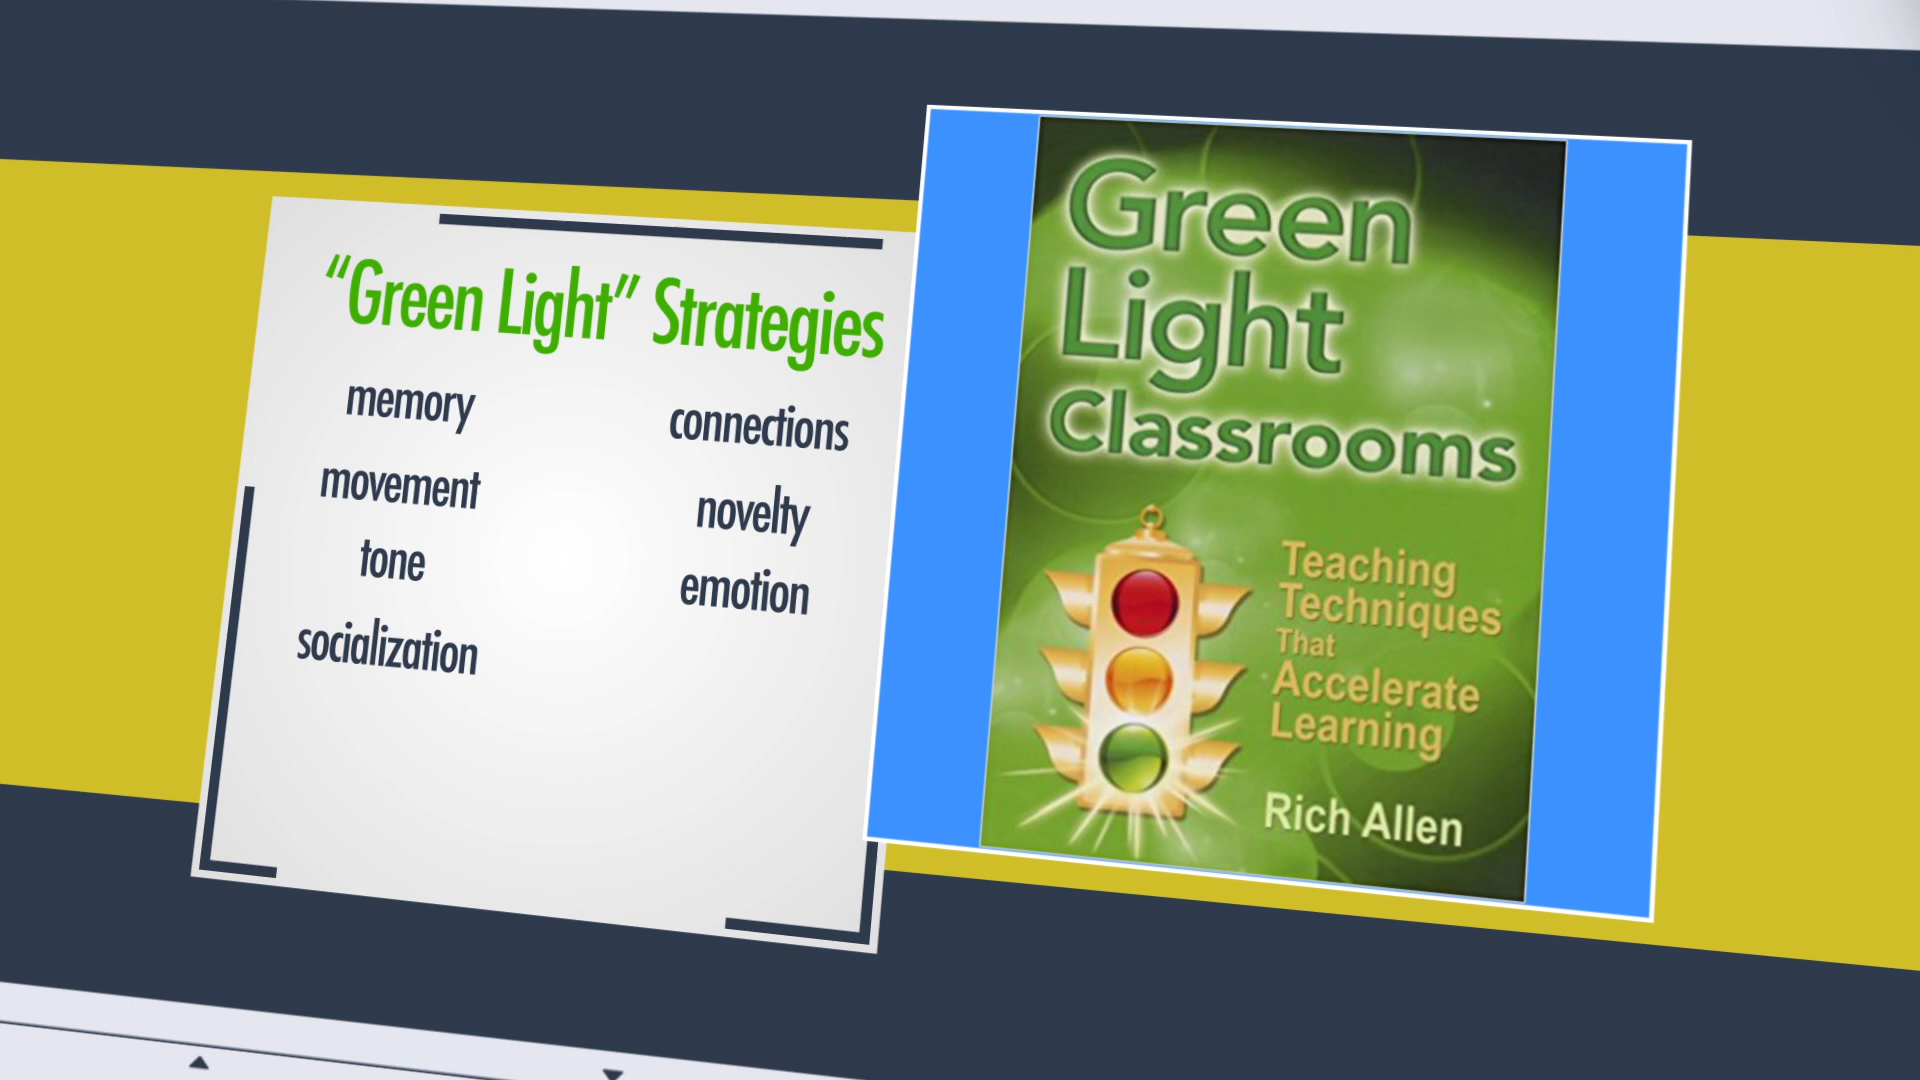 “Green Light” Strategies
memory
movement
tone
socialization
connections
novelty
emotion
Green
Light
Classrooms
Teaching
Techniques
That
Accelerate
Learning
Rich Allen